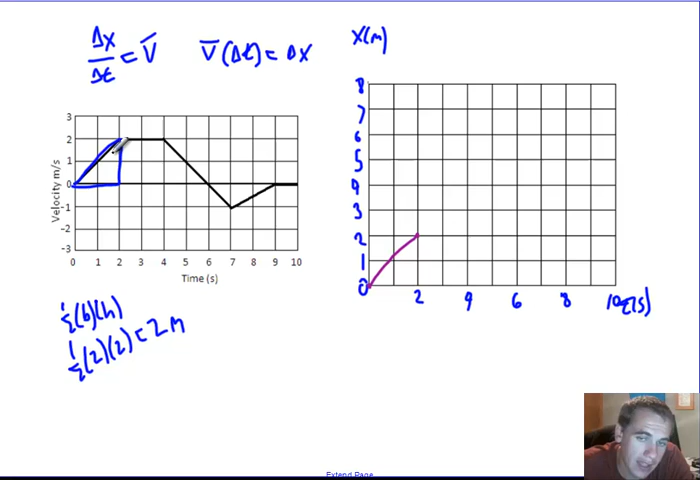 Δx/Δt = V̄
V̄(Δt) = Δx
x(m)
3
2
1
0
-1
-2
-3
Velocity m/s
0 1 2 3 4 5 6 7 8 9 10
Time (s)
8
7
6
5
4
3
2
1
0
2 4 6 8 10 t(s)
½(b)(h)
½(2)(2) = 2m
Extend Page